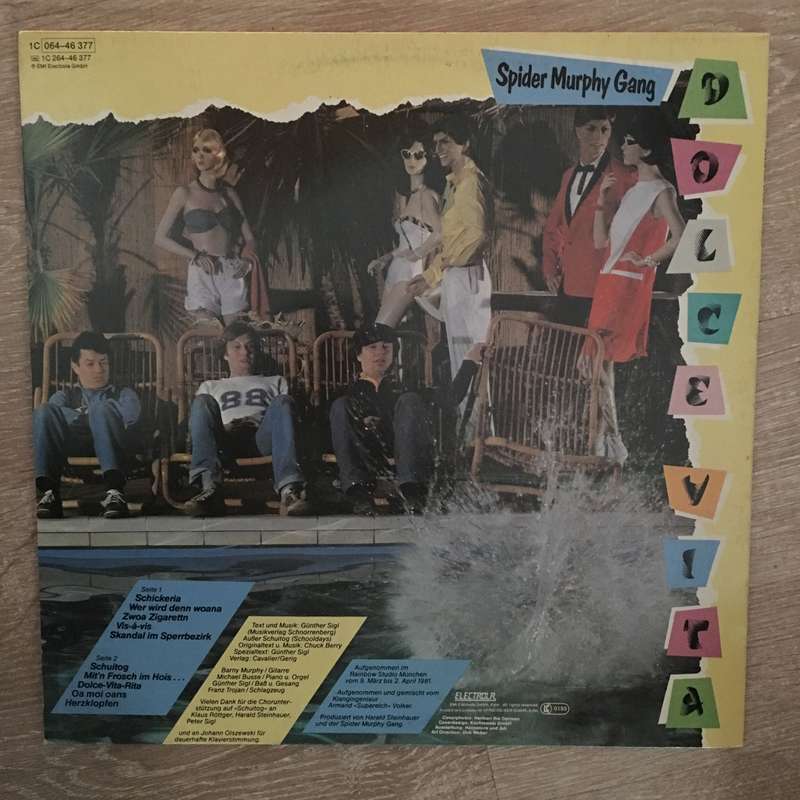 1C 064-46 377
1C 264-46 377
℗ EMI Electrola GmbH
Spider Murphy Gang
DOLCE VITA
88
Seite 1
Schickeria
Wer wird denn woana
Zwoa Zigarettn
Vis-á-vis
Skandal im Sperrbezirk
Seite 2
Schuitog
Mit'n Frosch im Hois . . .
Dolce-Vita-Rita
Oa moi oans
Herzklopfen
Text und Musik: Günther Sigl
(Musikverlag Schnorrenberg)
Außer Schuitog (Schooldays)
Originaltext u. Musik: Chuck Berry
Spezialtext: Günther Sigl
Verlag: Cavalier/Gerig
Barny Murphy / Gitarre
Michael Busse / Piano u. Orgel
Günther Sigl / Baß u. Gesang
Franz Trojan / Schlagzeug
Vielen Dank für die Chorunter-
stützung auf »Schuitog« an
Klaus Röttger, Harald Steinhauer,
Peter Sigl
und an Johann Olszewski für
dauerhafte Klavierstimmung.
Aufgenommen im
Rainbow Studio München
vom 9. März bis 2. April 1981.
Aufgenommen und gemischt vom
Klangingenieur
Armand »Supereich« Volker.
Produziert von Harald Steinhauer
und der Spider Murphy Gang.
ELECTROLA
0193